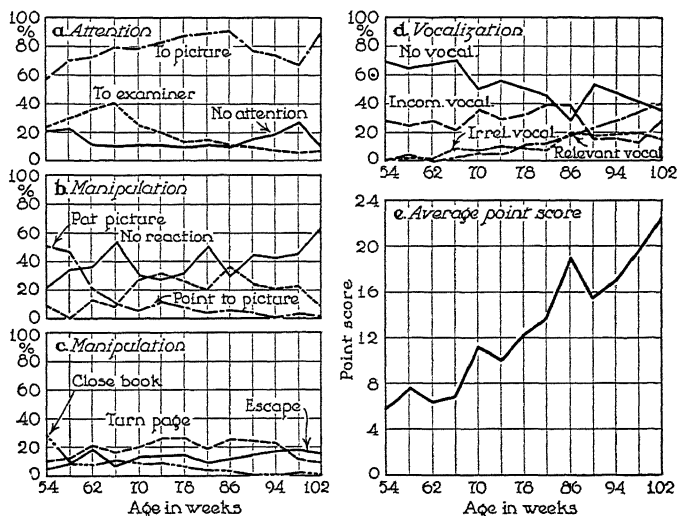 100
%
80
60
40
20
0
a. Attention
To picture
To examiner
No attention
100
%
80
60
40
20
0
b. Manipulation
Pat picture
No reaction
Point to picture
100
%
80
60
40
20
0
c. Manipulation
Close book
Turn page
Escape
54 62 70 78 86 94 102
Age in weeks
100
%
80
60
40
20
0
d. Vocalization
No vocal.
Incom. vocal.
Irrel. vocal.
Relevant vocal.
54 62 70 78 86 94 102
24
20
16
12
8
4
0
Point score
e. Average point score
54 62 70 78 86 94 102
Age in weeks